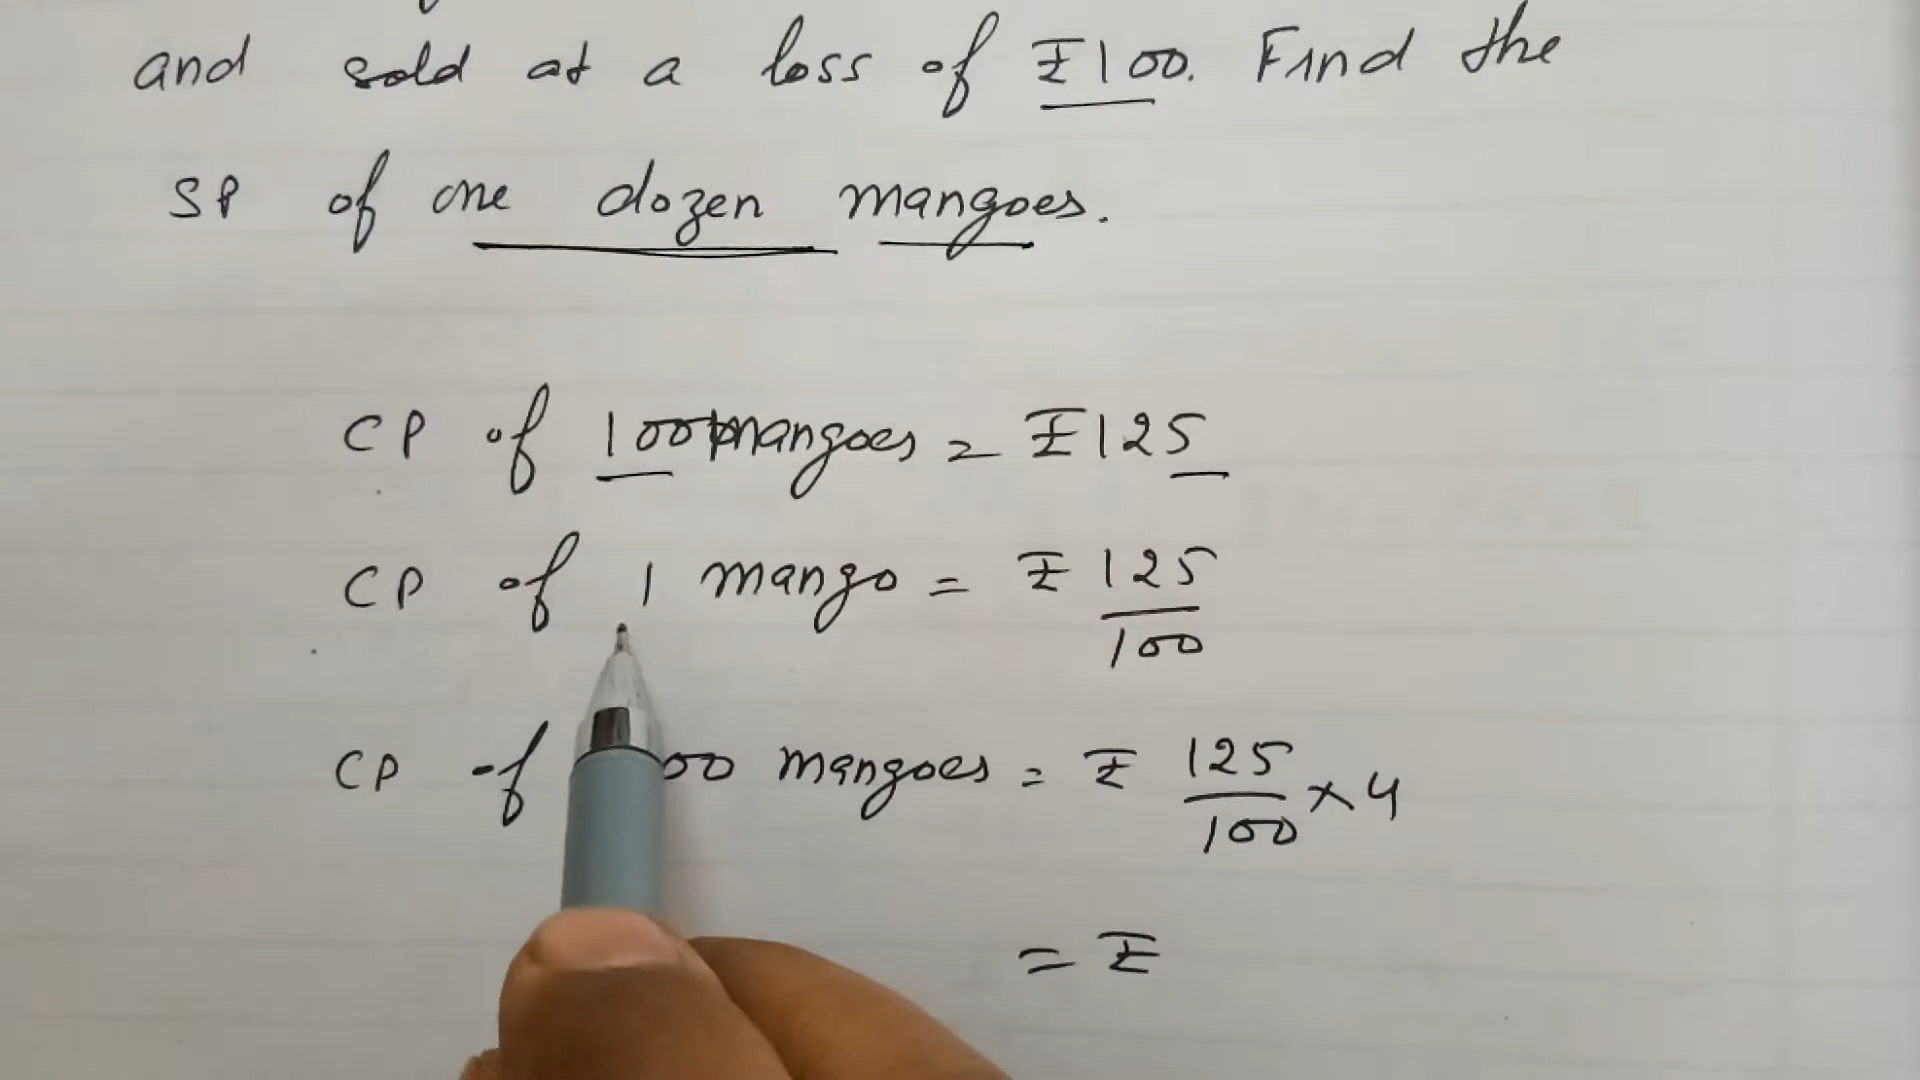 and sold at a loss of ₹100. Find the
SP of one dozen mangoes.
CP of 100 mangoes = ₹125
CP of 1 mango = ₹ 125/100
CP of 00 mangoes = ₹ 125/100 × 4
= ₹